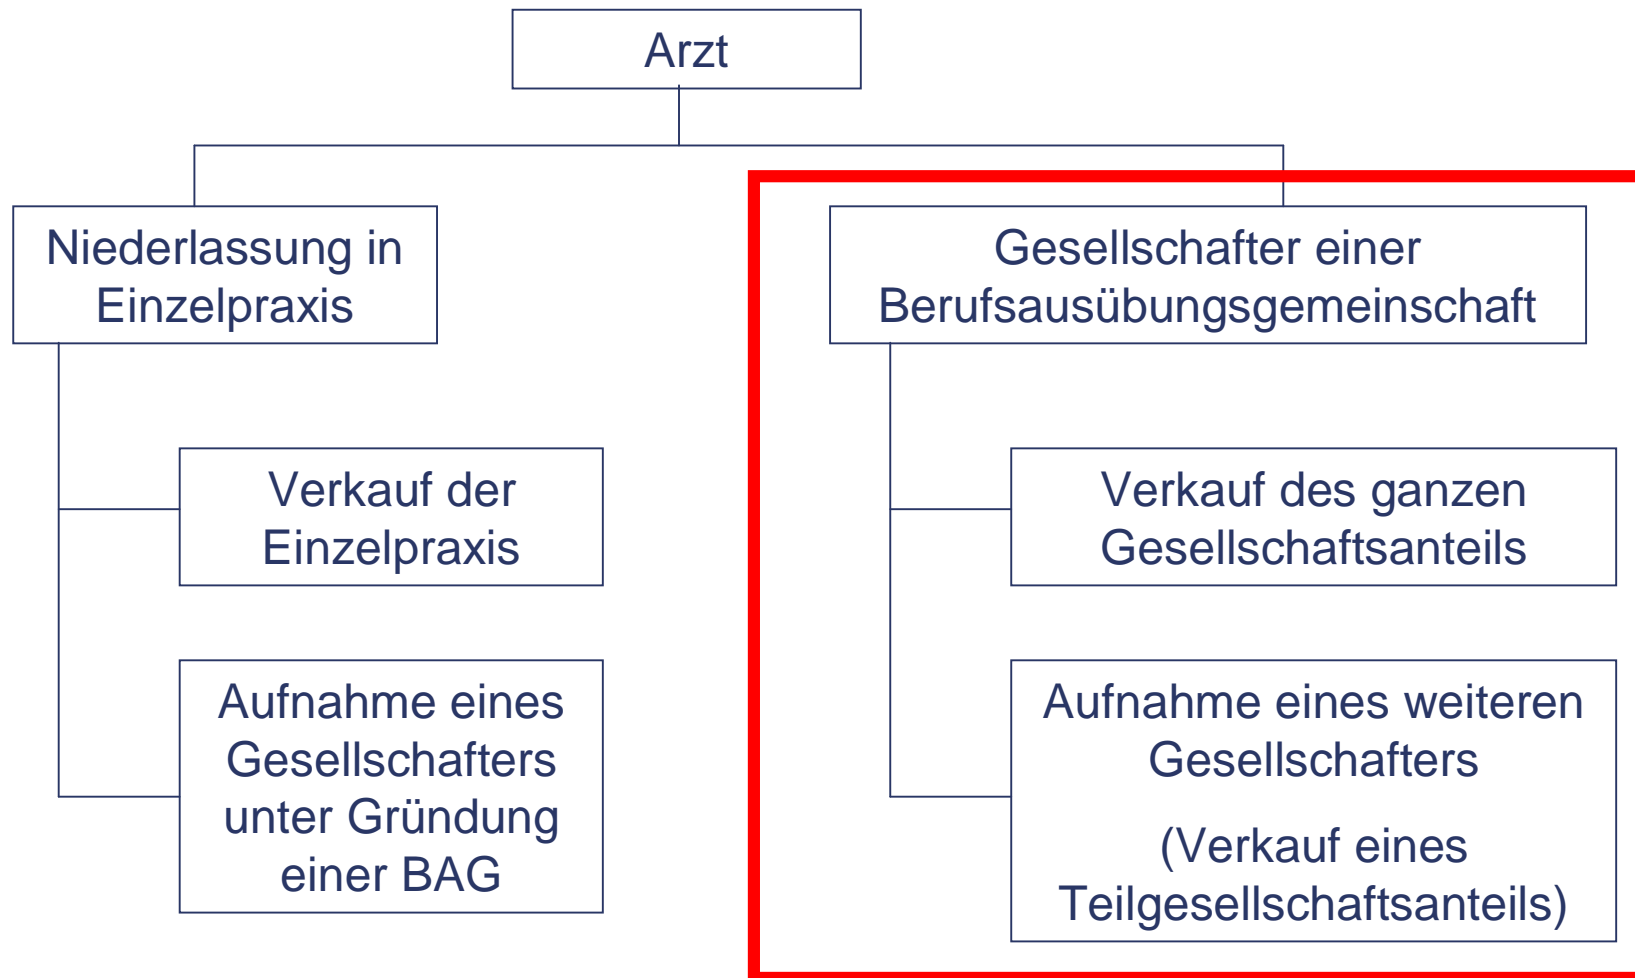 Arzt
Niederlassung in
Einzelpraxis
Gesellschafter einer
Berufsausübungsgemeinschaft
Verkauf der
Einzelpraxis
Verkauf des ganzen
Gesellschaftsanteils
Aufnahme eines
Gesellschafters
unter Gründung
einer BAG
Aufnahme eines weiteren
Gesellschafters
(Verkauf eines
Teilgesellschaftsanteils)